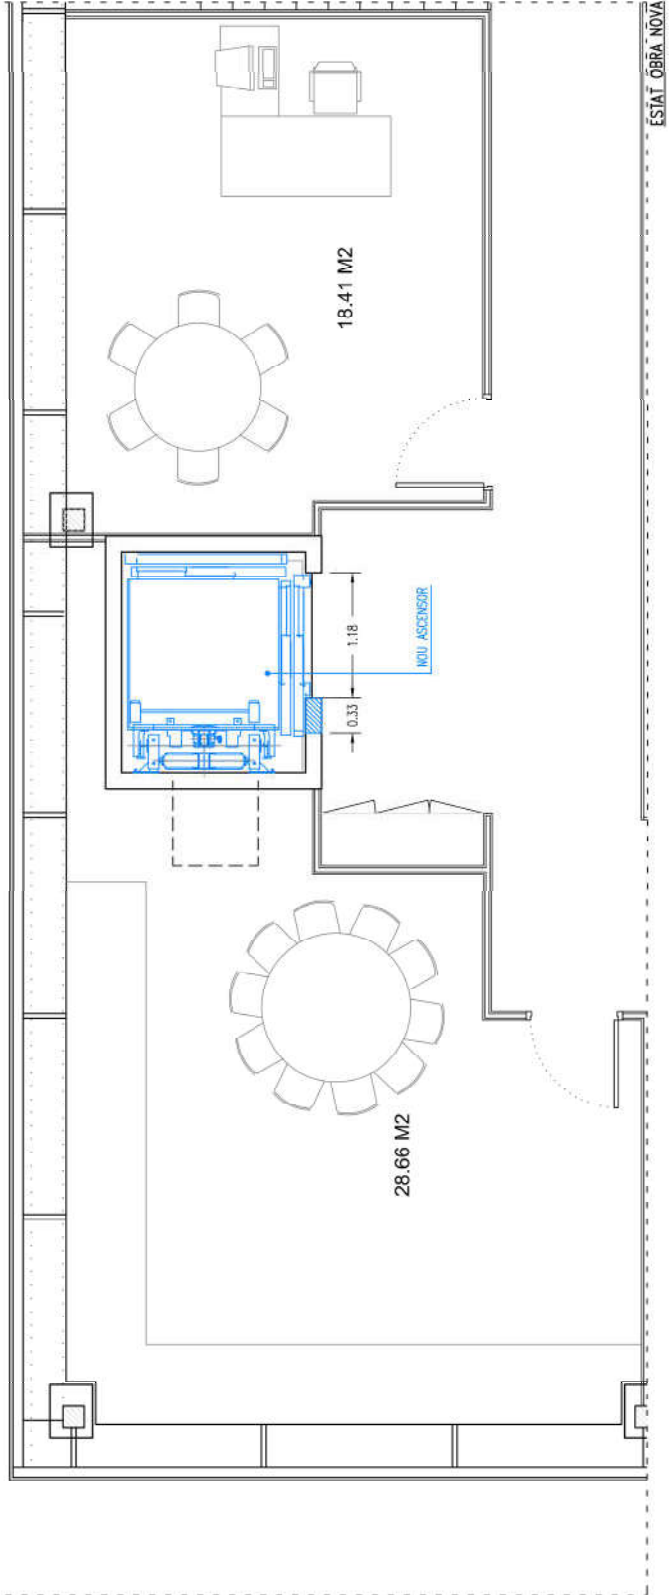 ESTAT OBRA NOVA
18.41 M2
NOU ASCENSOR
1.18
0.33
28.66 M2